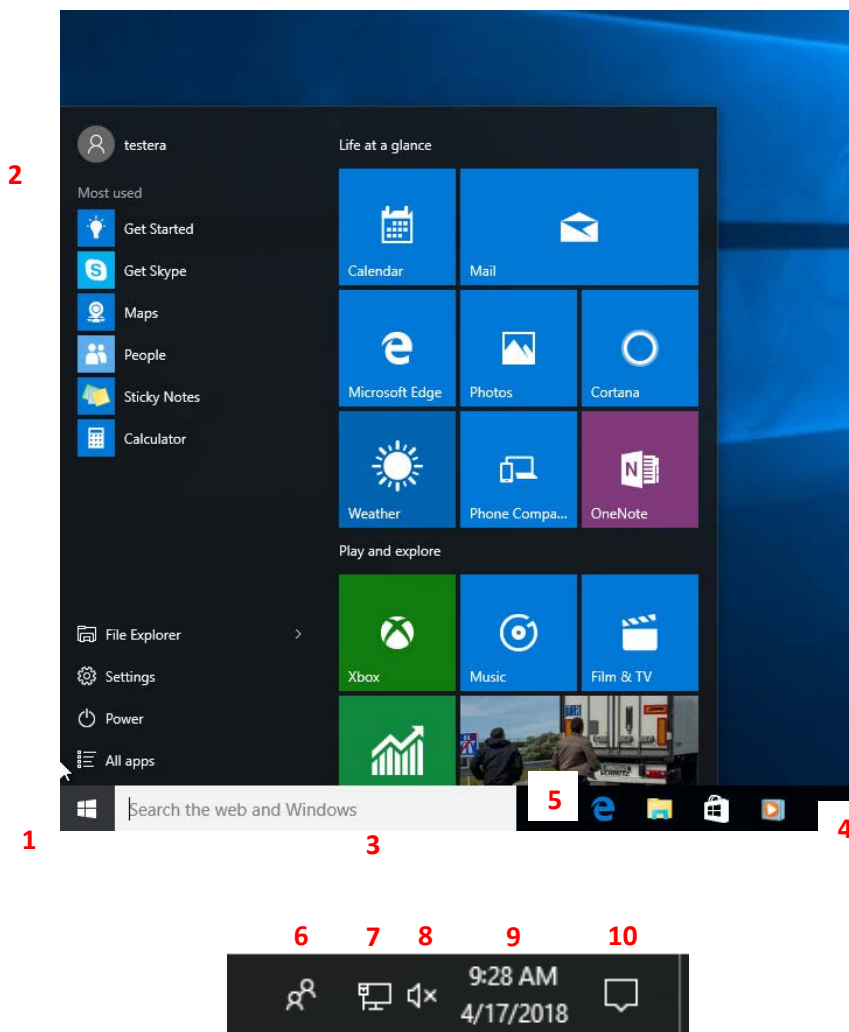 testera
Life at a glance
2
Most used
Get Started
Calendar
Mail
Get Skype
Maps
People
Microsoft Edge
Photos
Cortana
Sticky Notes
Calculator
Weather
Phone Compa...
OneNote
Play and explore
File Explorer
Settings
Xbox
Music
Film & TV
Power
All apps
SCHMITZ
5
Search the web and Windows
1
3
4
6 7 8 9 10
9:28 AM
4/17/2018